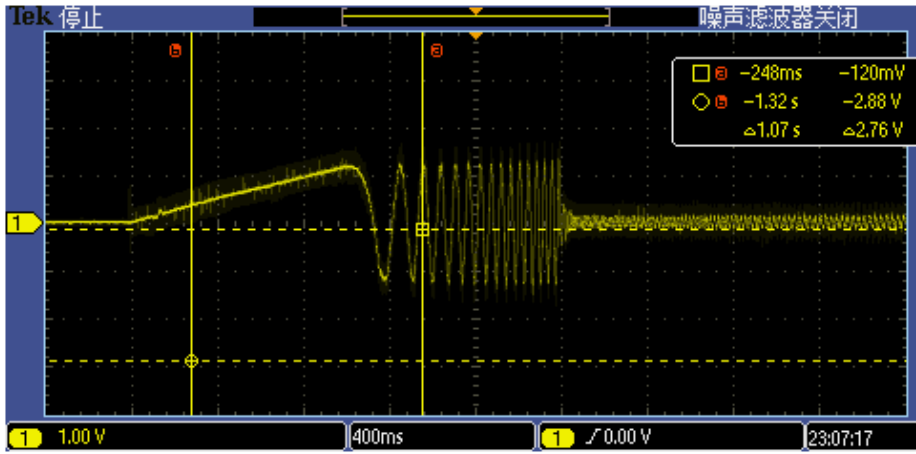 Tek 停止 噪声滤波器关闭
b a
a -248ms -120mV
b -1.32 s -2.88 V
△1.07 s △2.76 V
1
1 1.00 V 400ms 1 0.00 V 23:07:17